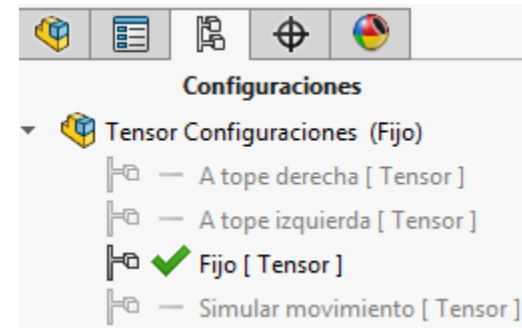 Configuraciones
Tensor Configuraciones (Fijo)
A tope derecha [ Tensor ]
A tope izquierda [ Tensor ]
Fijo [ Tensor ]
Simular movimiento [ Tensor ]